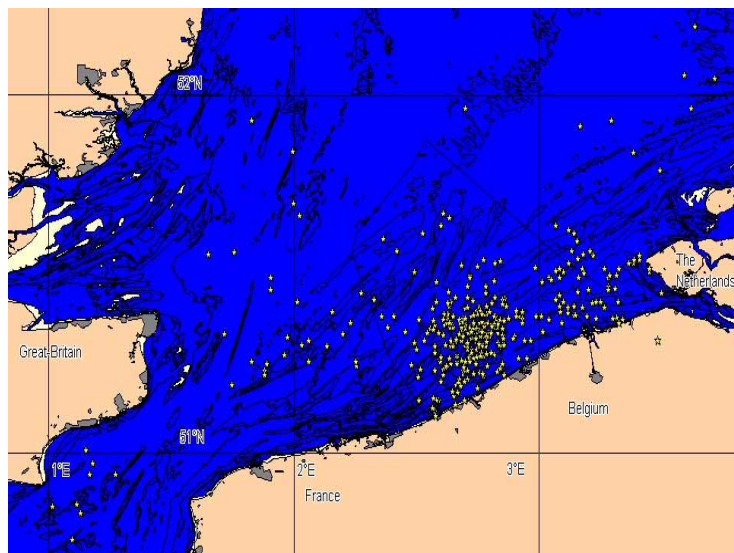 52°N
The
Netherlands
Great-Britain
Belgium
51°N
1°E
2°E
3°E
France